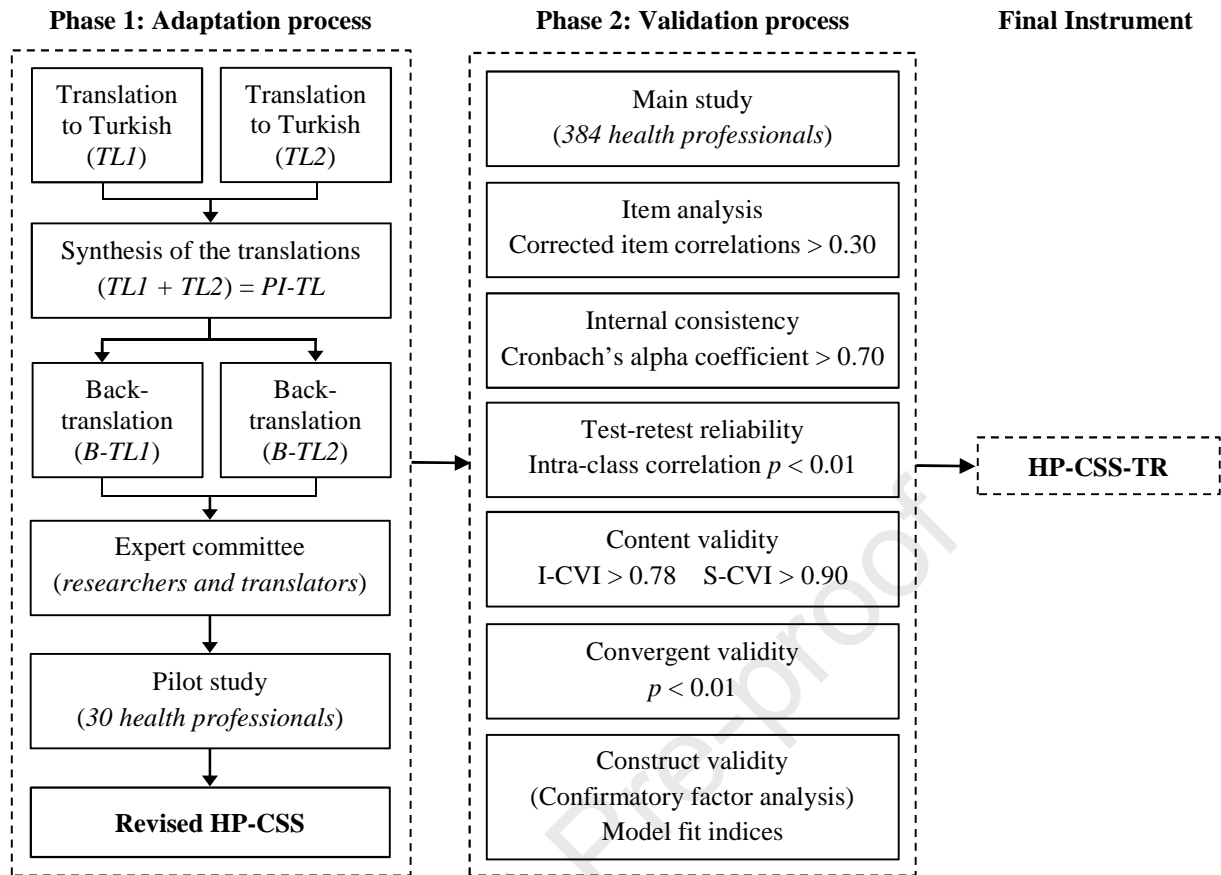 Phase 1: Adaptation process
Translation
to Turkish
(TL1)
Translation
to Turkish
(TL2)
Synthesis of the translations
(TL1 + TL2) = PI-TL
Back-
translation
(B-TL1)
Back-
translation
(B-TL2)
Expert committee
(researchers and translators)
Pilot study
(30 health professionals)
Revised HP-CSS
Phase 2: Validation process
Main study
(384 health professionals)
Item analysis
Corrected item correlations > 0.30
Internal consistency
Cronbach’s alpha coefficient > 0.70
Test-retest reliability
Intra-class correlation p < 0.01
Content validity
I-CVI > 0.78 S-CVI > 0.90
Convergent validity
p < 0.01
Construct validity
(Confirmatory factor analysis)
Model fit indices
Final Instrument
HP-CSS-TR
Pre-proof